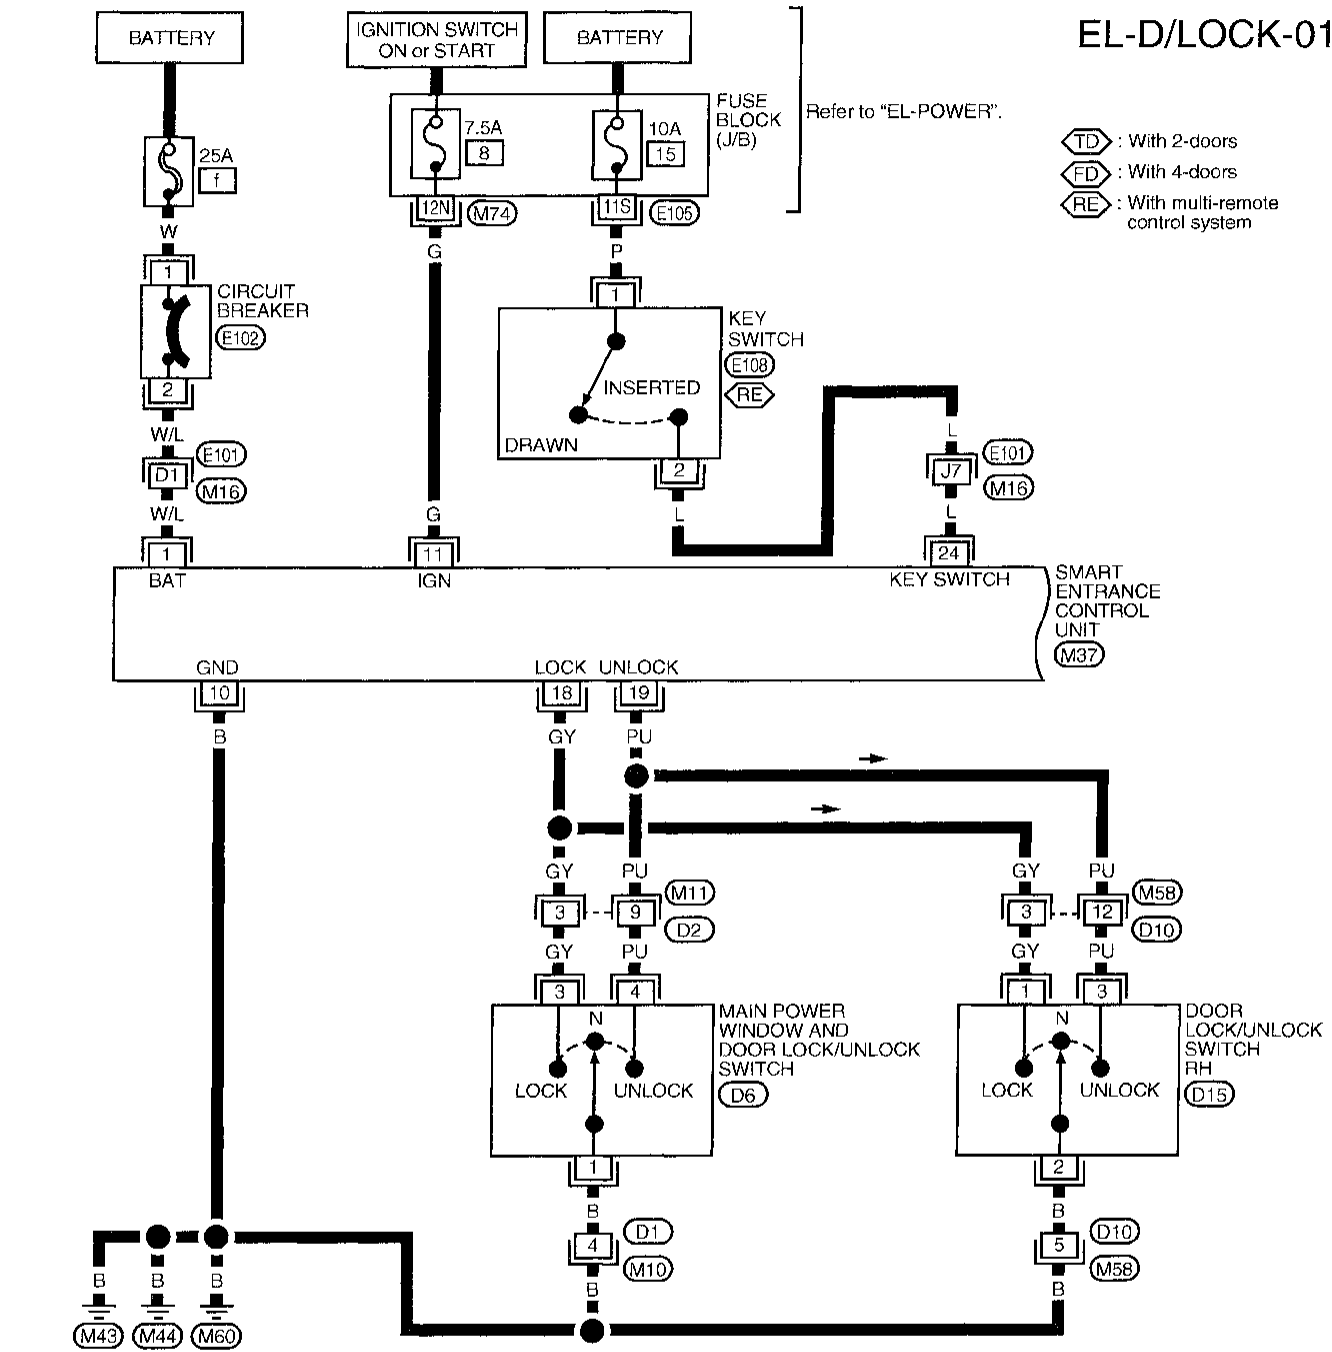 EL-D/LOCK-01
BATTERY
IGNITION SWITCH
ON or START
BATTERY
FUSE
BLOCK
(J/B)
Refer to "EL-POWER".
7.5A
8
10A
15
25A
f
TD : With 2-doors
FD : With 4-doors
RE : With multi-remote
control system
12N
M74
11S
E105
W
G
P
1
1
CIRCUIT
BREAKER
E102
KEY
SWITCH
E108
RE
INSERTED
DRAWN
2
2
W/L
E101
D1
M16
W/L
L
E101
J7
M16
L
L
G
1
11
24
BAT
IGN
KEY SWITCH
SMART
ENTRANCE
CONTROL
UNIT
M37
GND
LOCK
UNLOCK
10
18
19
B
GY
PU
GY
PU
GY
PU
M11
3
9
D2
M58
3
12
D10
GY
PU
GY
PU
3
4
1
3
N
LOCK
UNLOCK
MAIN POWER
WINDOW AND
DOOR LOCK/UNLOCK
SWITCH
D6
N
LOCK
UNLOCK
DOOR
LOCK/UNLOCK
SWITCH
RH
D15
1
2
B
B
D1
4
M10
D10
5
M58
B
B
B
B
B
M43
M44
M60